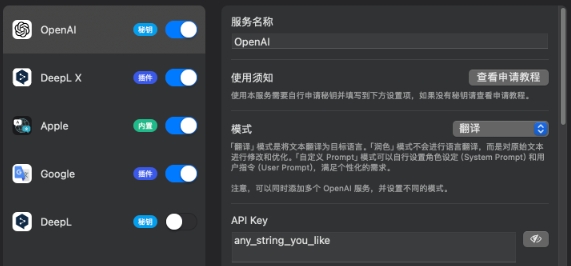 OpenAI
秘钥
DeepL X
插件
Apple
内置
Google
插件
DeepL
秘钥
服务名称
OpenAI
使用须知
查看申请教程
使用本服务需要自行申请秘钥并填写到下方设置项，如果没有秘钥请查看申请教程。
模式
翻译
「翻译」模式是将文本翻译为目标语言。「润色」模式不会进行语言翻译，而是对原始文本
进行修改和优化。「自定义 Prompt」模式可以自行设置角色设定 (System Prompt) 和用
户指令 (User Prompt)，满足个性化的需求。
注意，可以同时添加多个 OpenAI 服务，并设置不同的模式。
API Key
any_string_you_like